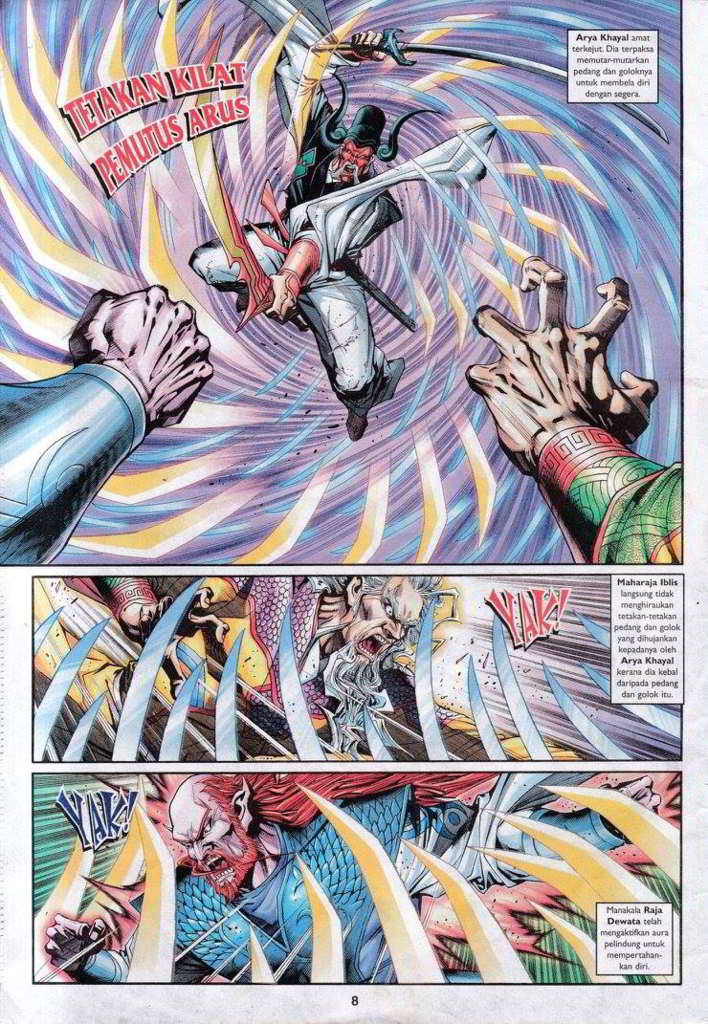 Arya Khayal amat
terkejut. Dia terpaksa
memutar-mutarkan
pedang dan goloknya
untuk membela diri
dengan segera.
TETAKAN KILAT
PEMUTUS ARUS
Maharaja Iblis
langsung tidak
menghiraukan
tetakan-tetakan
pedang dan golok
yang dihujankan
kepadanya oleh
Arya Khayal
kerana dia kebal
daripada pedang
dan golok itu.
YAK!
YAK!
Manakala Raja
Dewata telah
mengaktifkan aura
pelindung untuk
mempertahan-
kan diri.
8